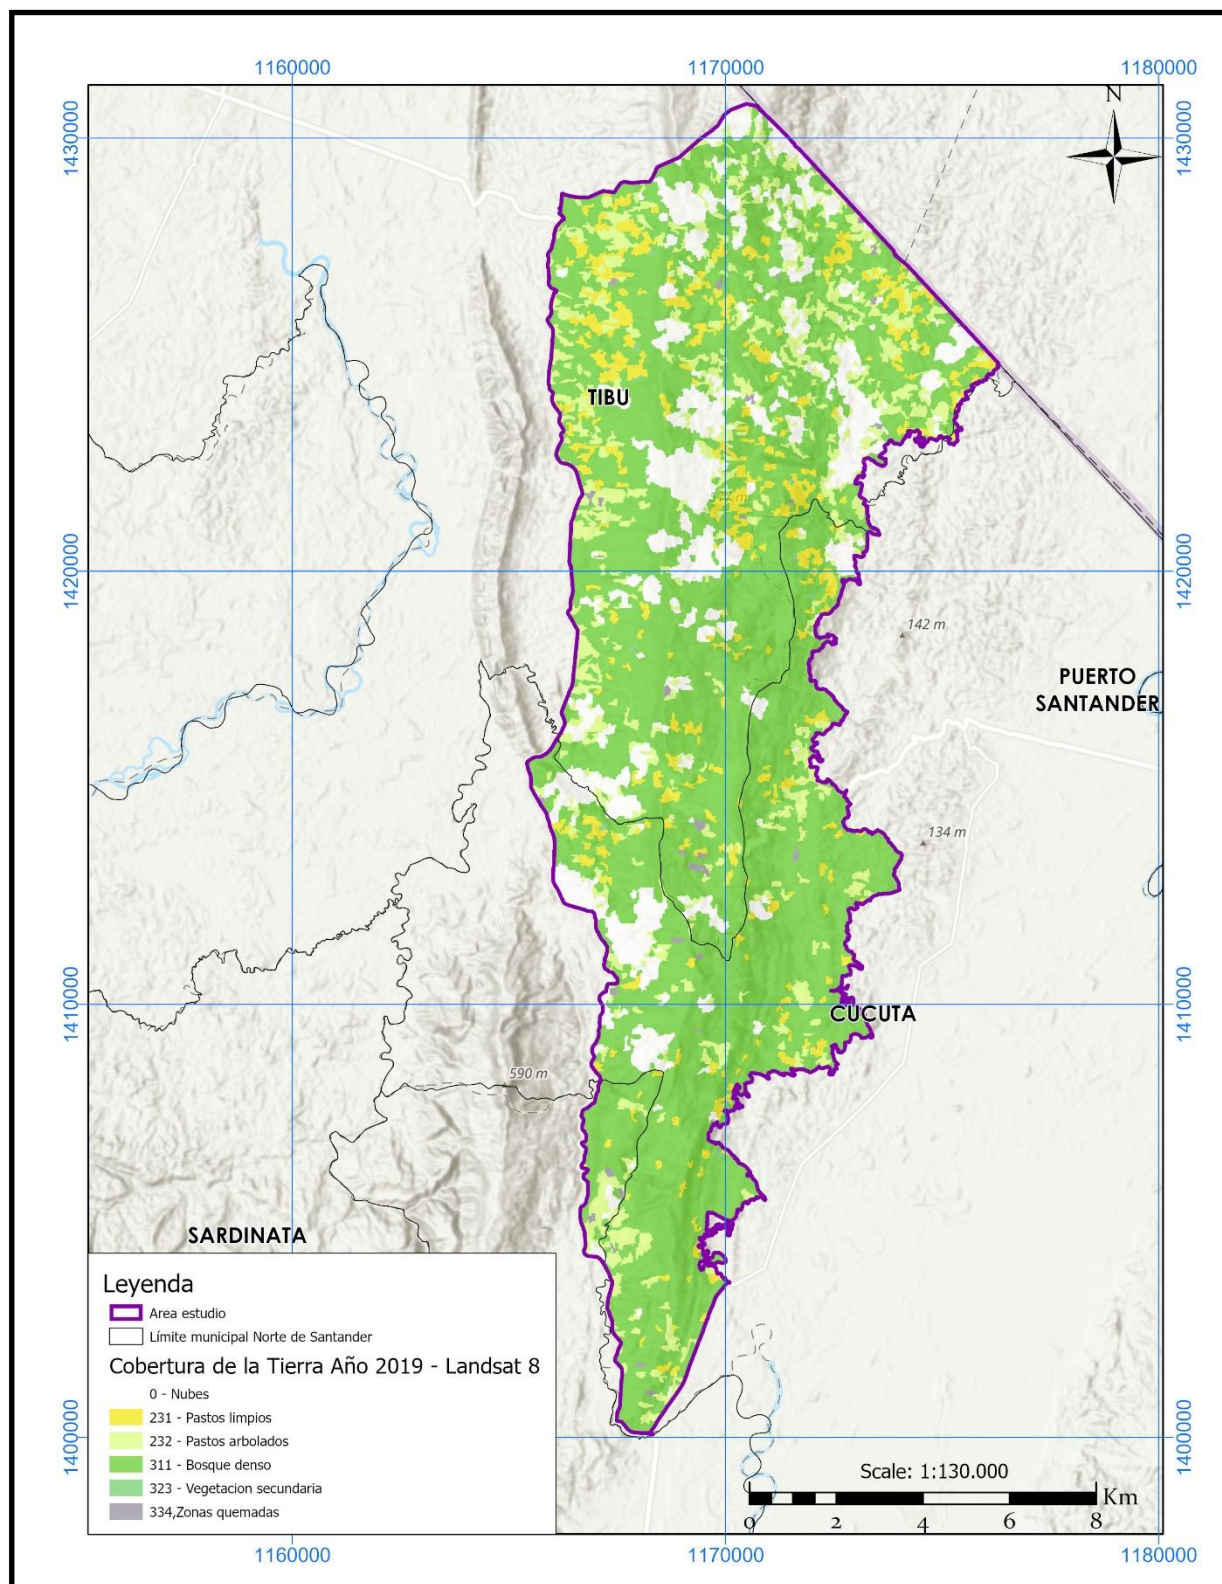 1160000
1170000
1180000
N
1430000
1430000
TIBU
1420000
1420000
142 m
PUERTO
SANTANDER
134 m
1410000
1410000
CUCUTA
590 m
SARDINATA
Leyenda
Area estudio
Límite municipal Norte de Santander
Cobertura de la Tierra Año 2019 - Landsat 8
0 - Nubes
231 - Pastos limpios
232 - Pastos arbolados
311 - Bosque denso
323 - Vegetacion secundaria
334,Zonas quemadas
1400000
1400000
Scale: 1:130.000
Km
0 2 4 6 8
1160000
1170000
1180000